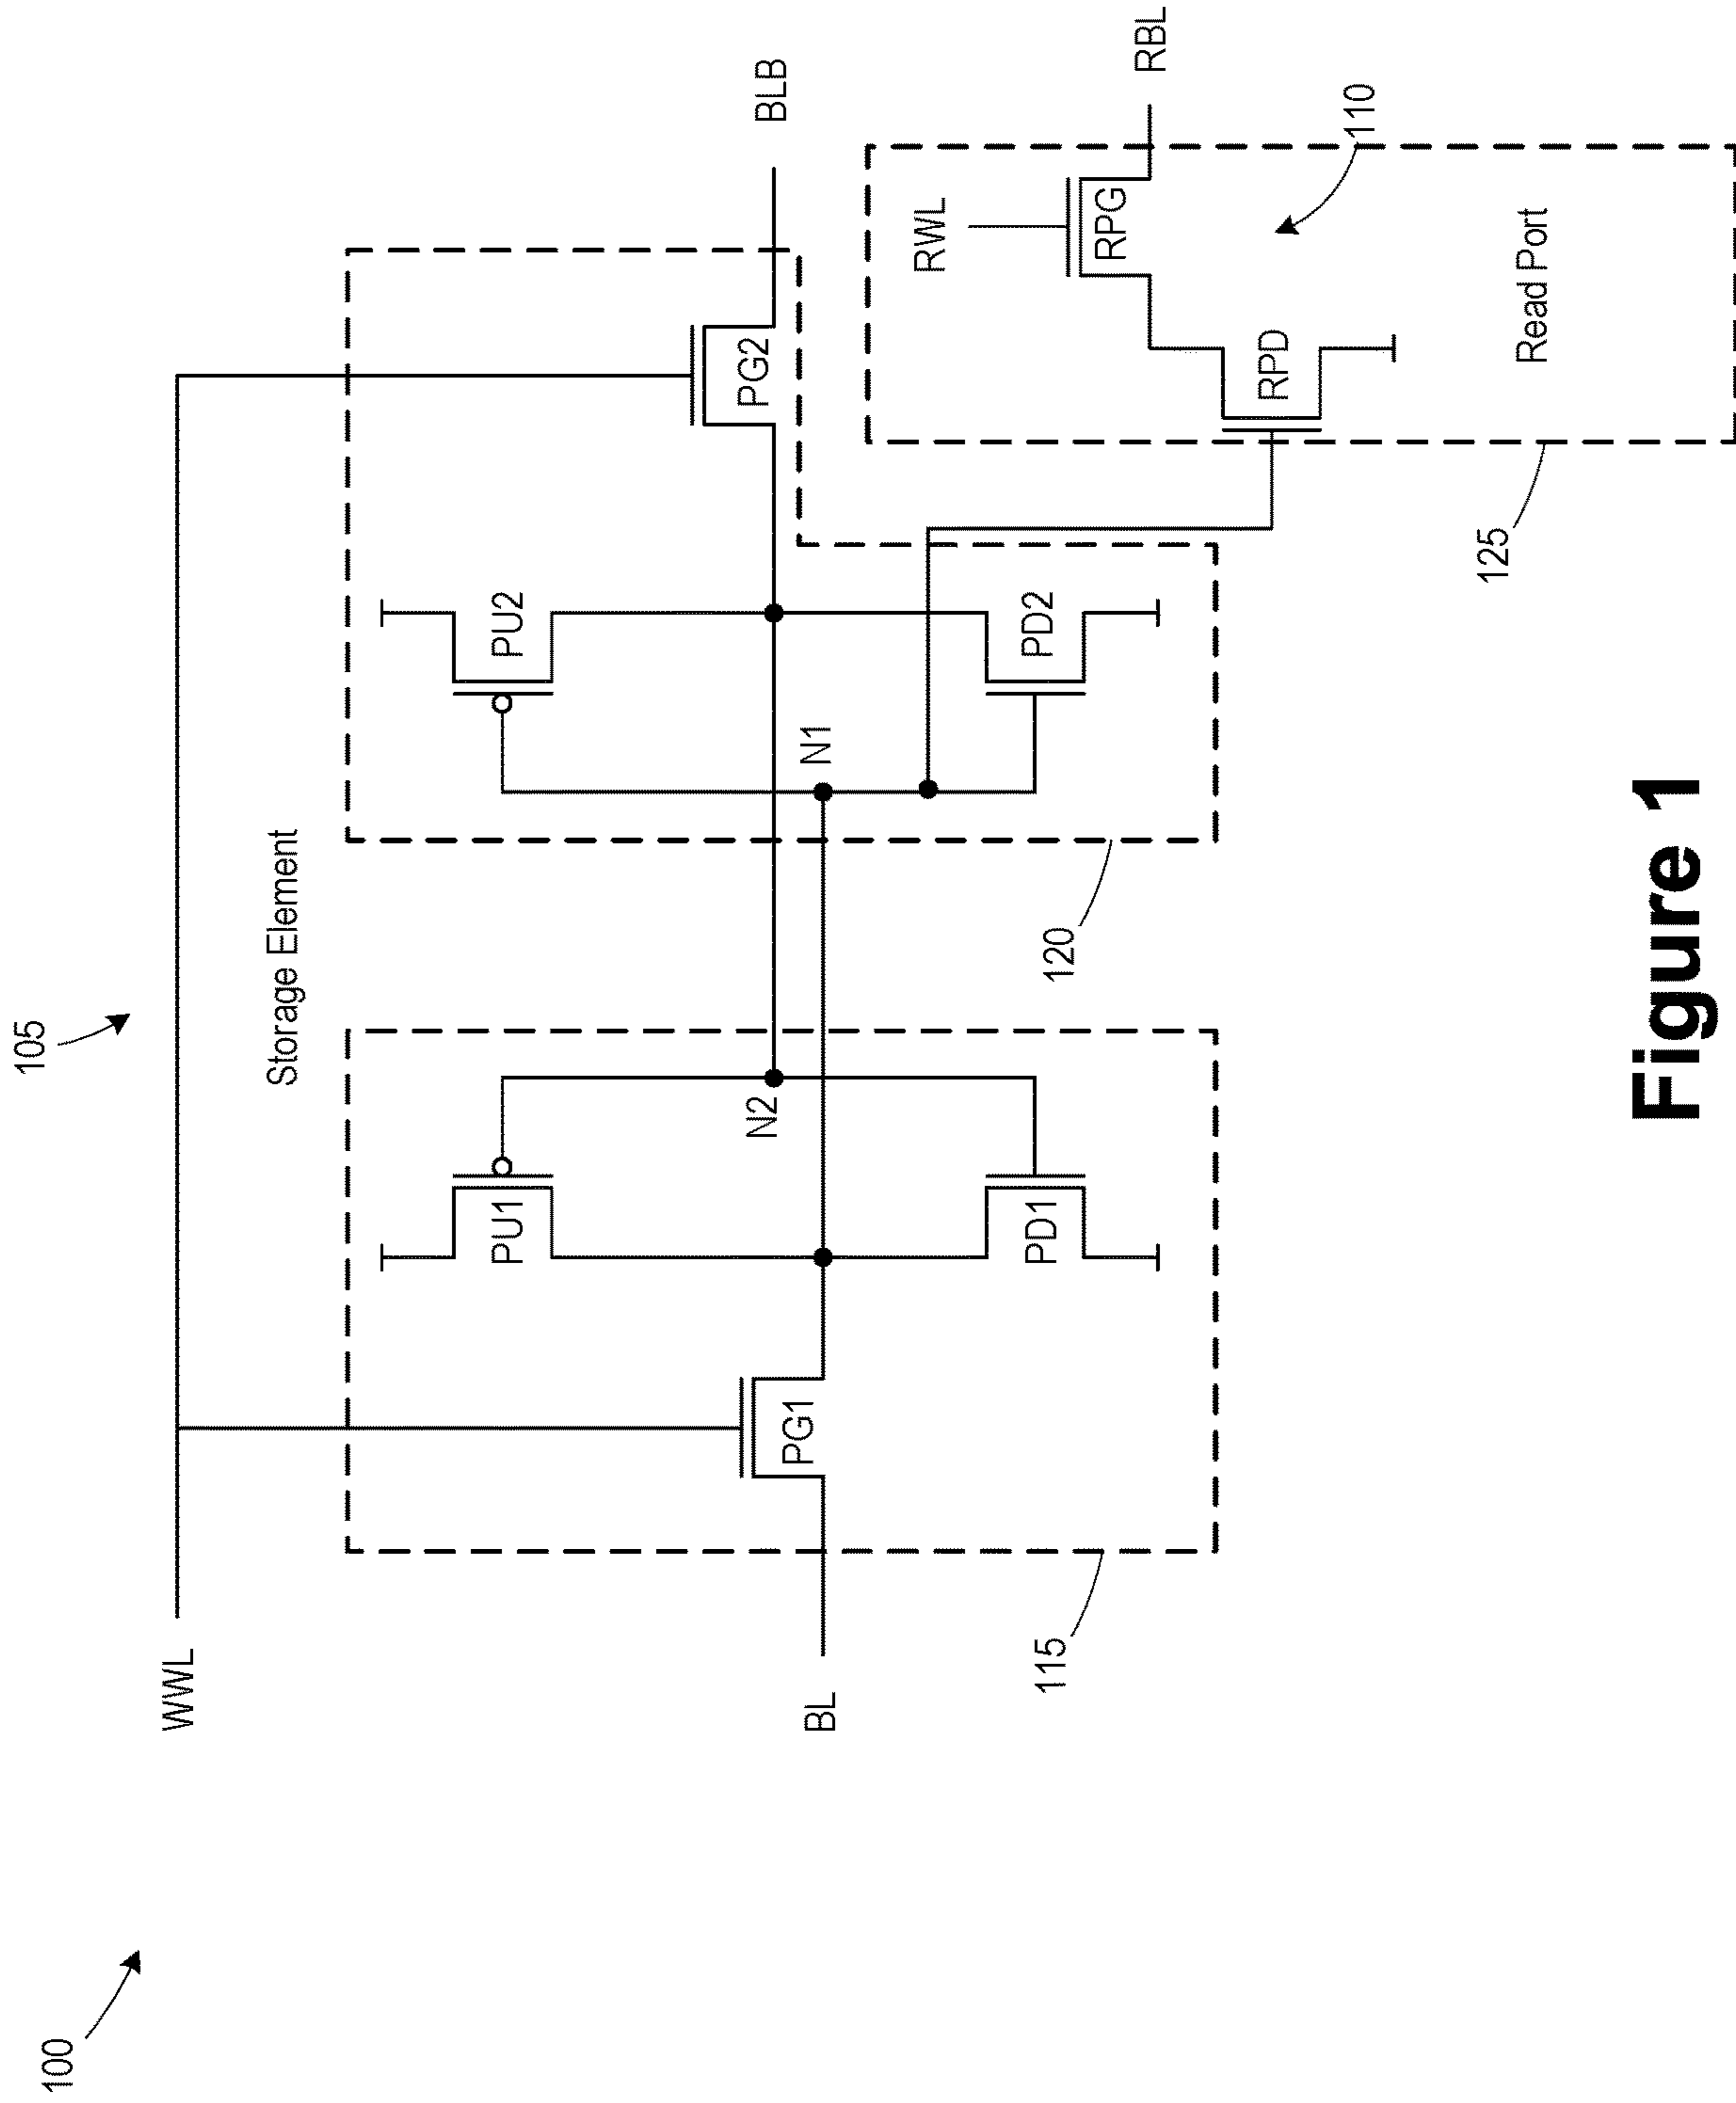 100
105
WWL
Storage Element
PU1
PU2
N2
PG2
BLB
BL
PG1
N1
RWL
PD1
PD2
RPG
RBL
115
120
RPD
110
125
Read Port
Figure 1